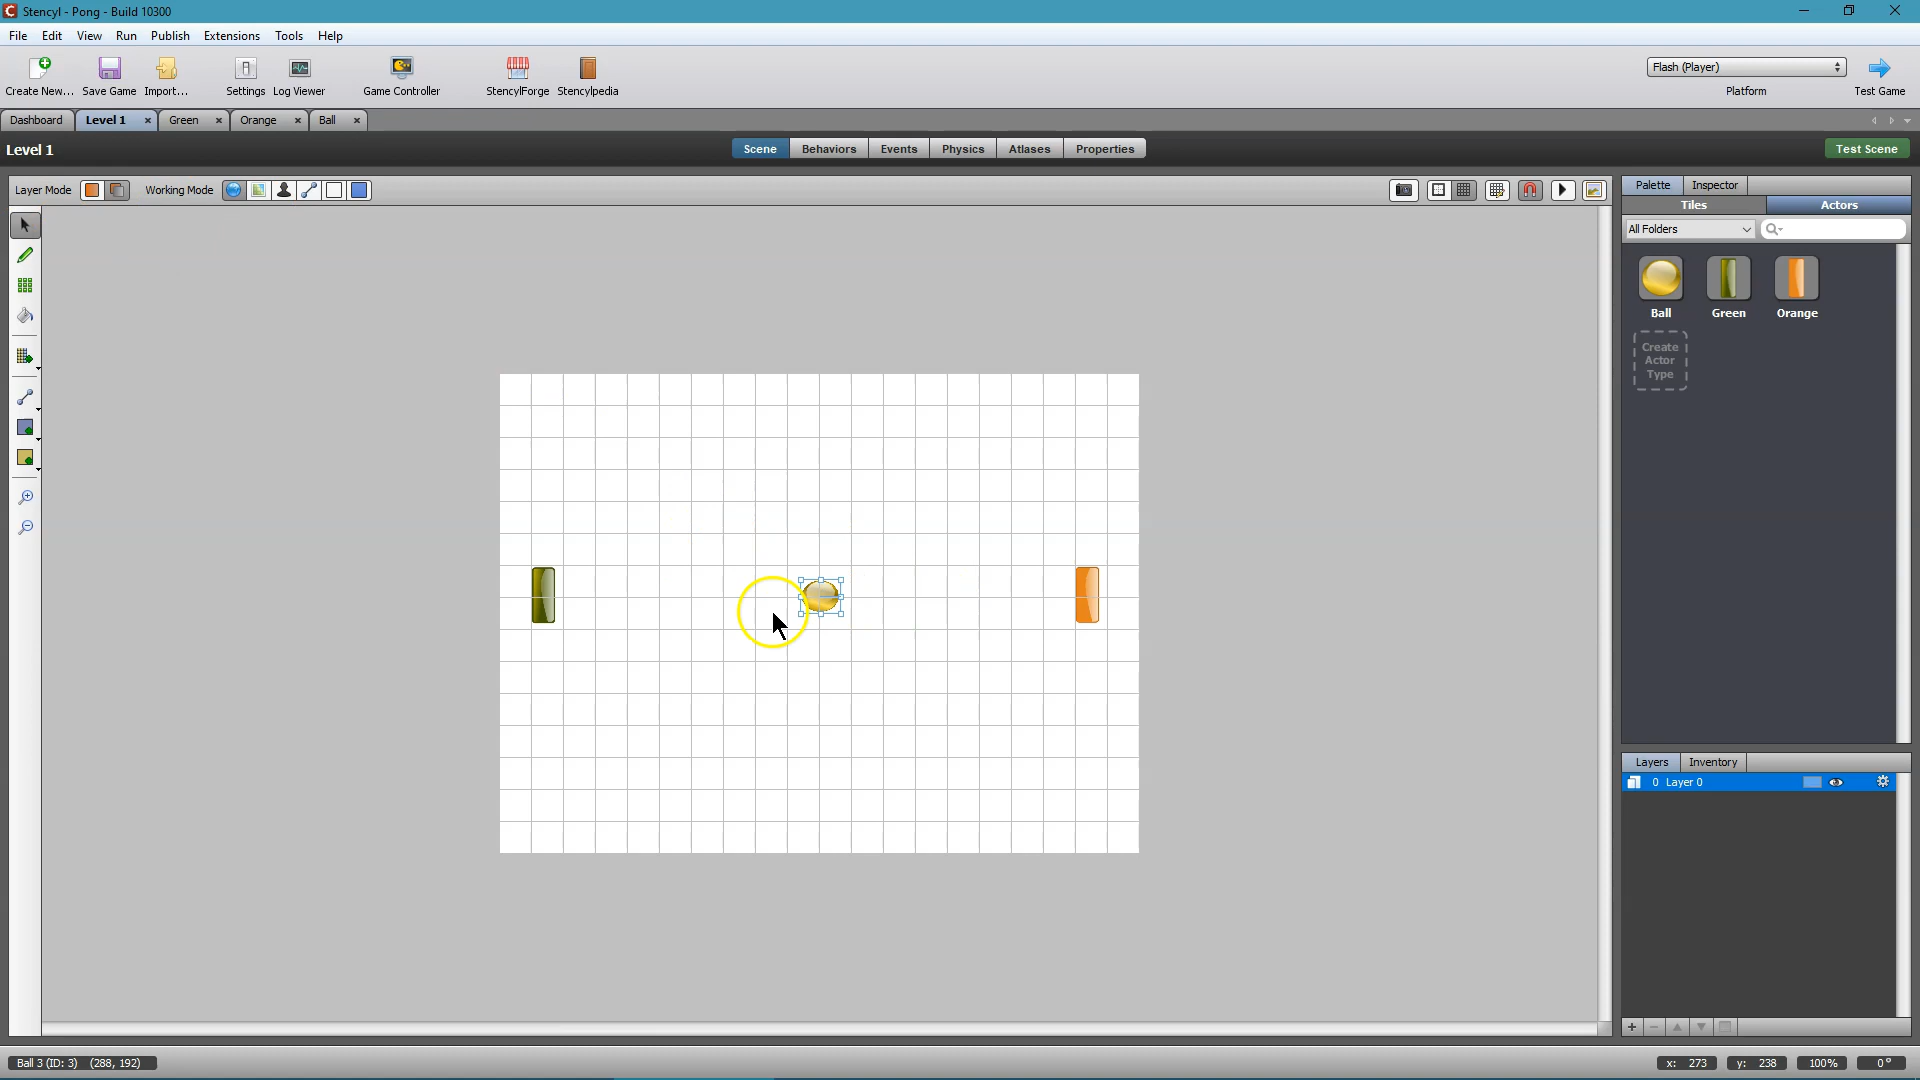 Stencyl - Pong - Build 10300
File Edit View Run Publish Extensions Tools Help
Create New... Save Game Import... Settings Log Viewer Game Controller StencylForge Stencylpedia
Flash (Player)
Platform
Test Game
Dashboard Level 1 Green Orange Ball
Level 1
Scene Behaviors Events Physics Atlases Properties
Test Scene
Layer Mode Working Mode
Palette Inspector
Tiles Actors
All Folders
Ball Green Orange
Create
Actor
Type
Layers Inventory
0 Layer 0
Ball 3 (ID: 3) (288, 192)
x: 273 y: 238 100% 0°